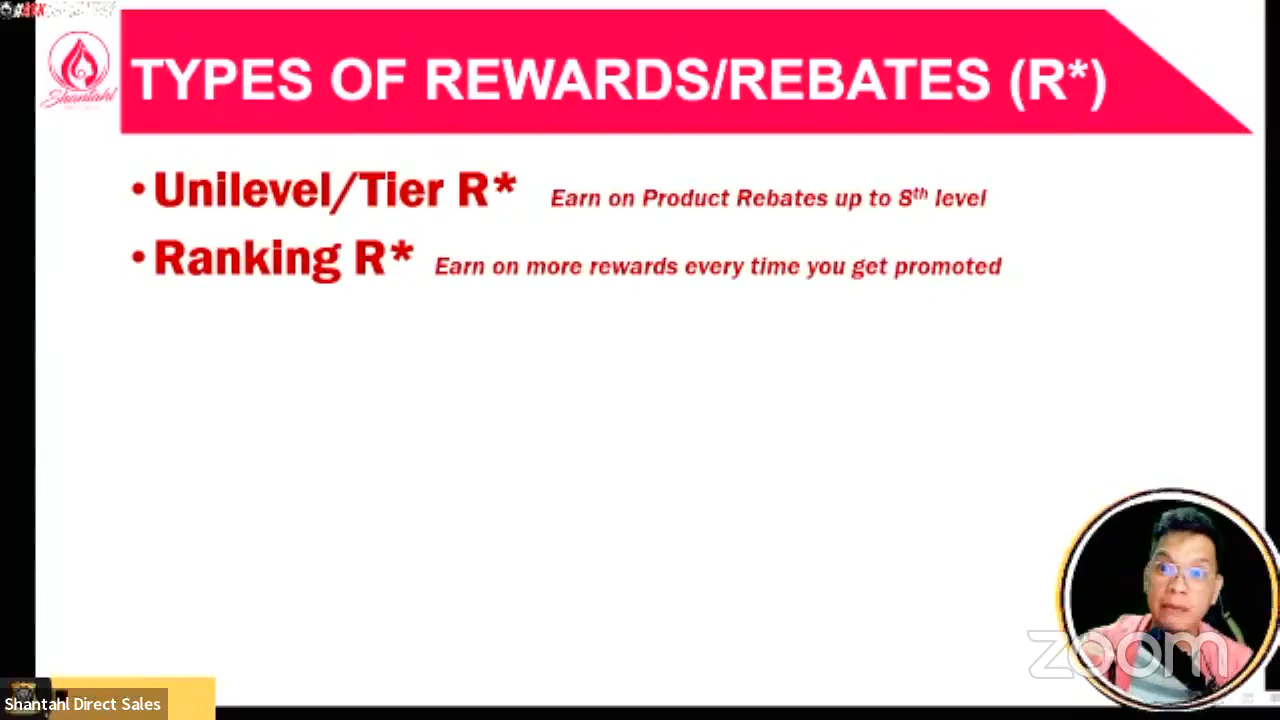 Shantahl
TYPES OF REWARDS/REBATES (R*)
• Unilevel/Tier R* Earn on Product Rebates up to 8th level
• Ranking R* Earn on more rewards every time you get promoted
zoom
Shantahl Direct Sales